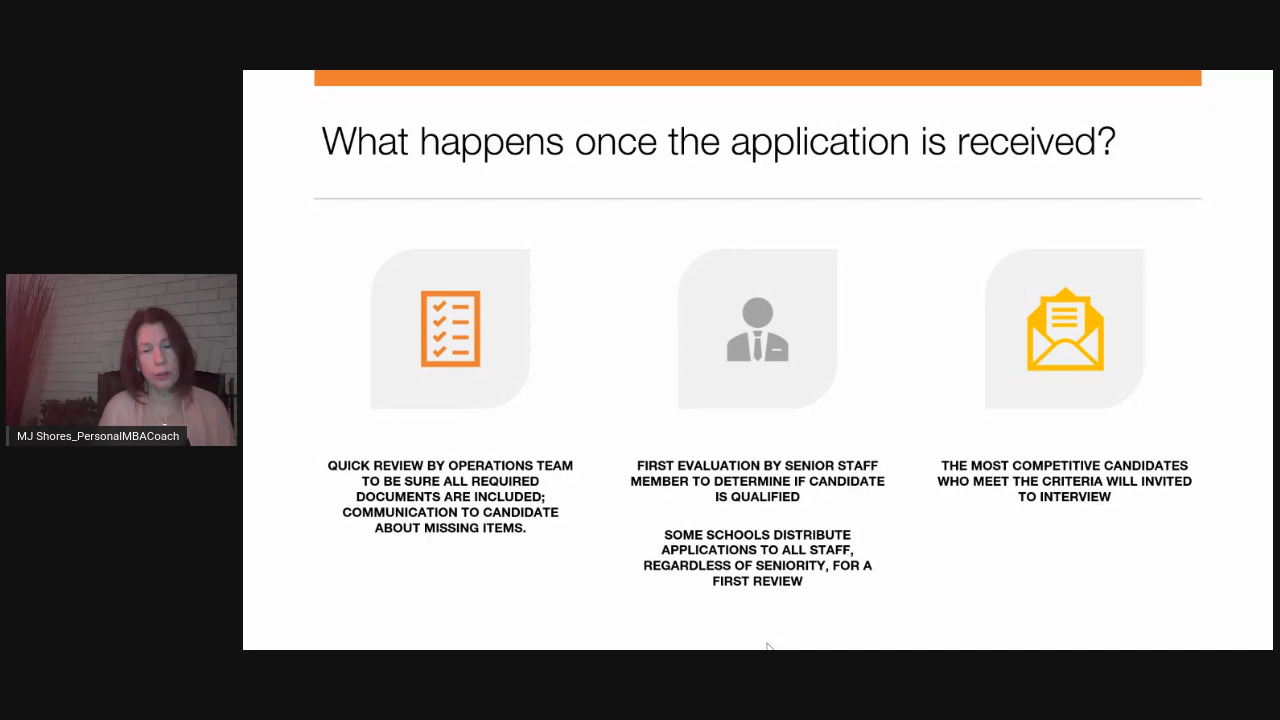 What happens once the application is received?
MJ Shores_PersonalMBACoach
QUICK REVIEW BY OPERATIONS TEAM
TO BE SURE ALL REQUIRED
DOCUMENTS ARE INCLUDED;
COMMUNICATION TO CANDIDATE
ABOUT MISSING ITEMS.
FIRST EVALUATION BY SENIOR STAFF
MEMBER TO DETERMINE IF CANDIDATE
IS QUALIFIED
SOME SCHOOLS DISTRIBUTE
APPLICATIONS TO ALL STAFF,
REGARDLESS OF SENIORITY, FOR A
FIRST REVIEW
THE MOST COMPETITIVE CANDIDATES
WHO MEET THE CRITERIA WILL INVITED
TO INTERVIEW